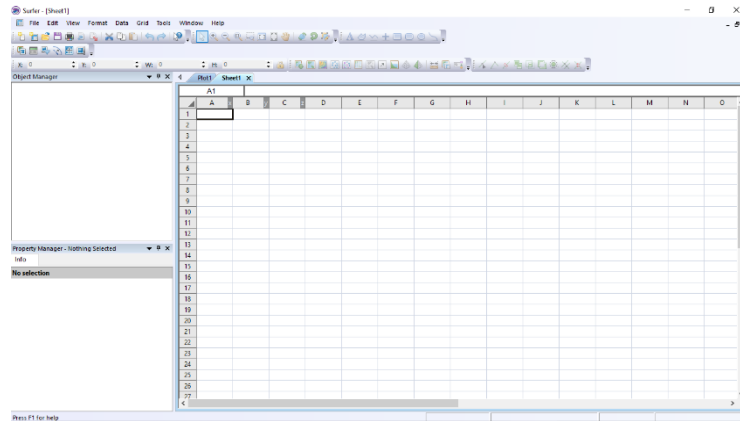 Surfer - [Sheet1]
File Edit View Format Data Grid Tools Window Help
X: 0 Y: 0 W: 0 H: 0
Object Manager
Plot1 Sheet1
A1
A B C D E F G H I J K L M N O
1
2
3
4
5
6
7
8
9
10
11
12
13
14
15
16
17
18
19
20
21
22
23
24
25
26
27
Property Manager - Nothing Selected
Info
No selection
Press F1 for help